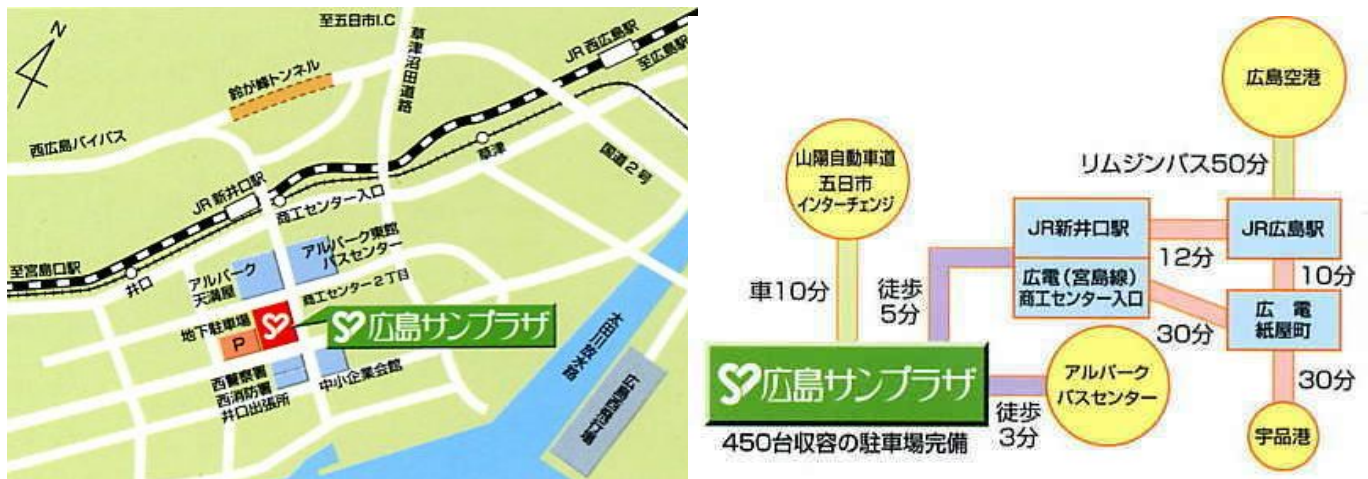 N
至五日市I.C
草津沼田道路
JR西広島駅
至広島駅
鈴が峰トンネル
西広島バイパス
草津
国道2号
JR新井口駅
商工センター入口
至宮島口駅
井口
アルパーク
天満屋
アルパーク東館
バスセンター
商工センター2丁目
地下駐車場
P
広島サンプラザ
西警察署
西消防署
井口出張所
中小企業会館
太田川放水路
広島西飛行場
広島空港
山陽自動車道
五日市
インターチェンジ
リムジンバス50分
JR新井口駅
JR広島駅
12分
広電(宮島線)
商工センター入口
10分
車10分
徒歩
5分
広電
紙屋町
30分
広島サンプラザ
アルパーク
バスセンター
30分
徒歩
3分
宇品港
450台収容の駐車場完備